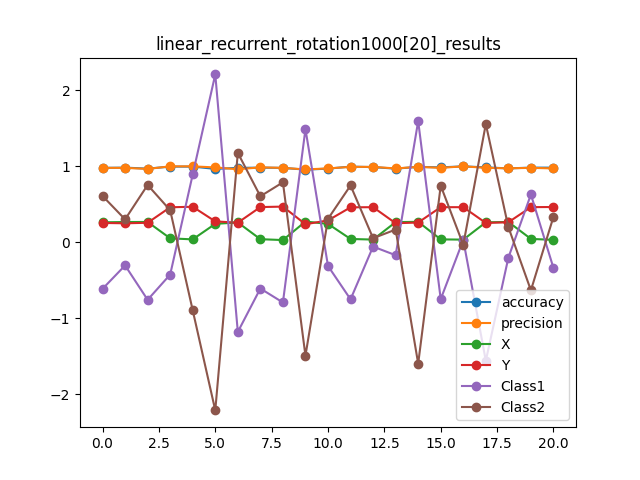 linear_recurrent_rotation1000[20]_results
2
1
0
−1
−2
0.0 2.5 5.0 7.5 10.0 12.5 15.0 17.5 20.0
accuracy
precision
X
Y
Class1
Class2